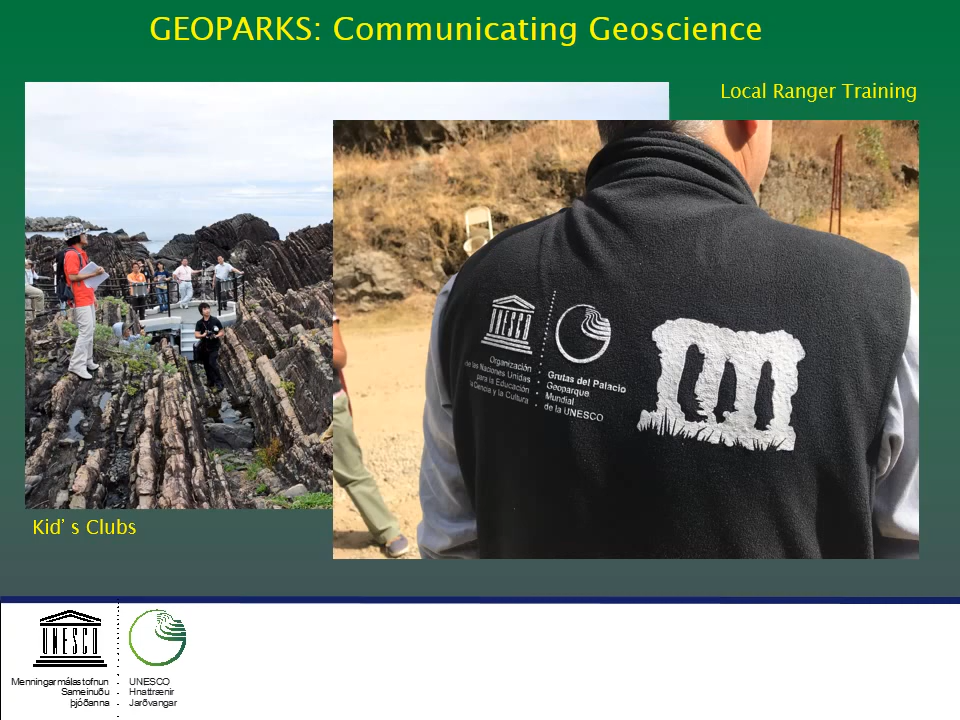 GEOPARKS: Communicating Geoscience
Local Ranger Training
UNESCO
Organización
de las Naciones Unidas
para la Educación
la Ciencia y la Cultura
Grutas del Palacio
Geoparque
Mundial
de la UNESCO
Kid’ s Clubs
UNESCO
Menningarmálastofnun
Sameinuðu
þjóðanna
UNESCO
Hnattrænir
Jarðvangar